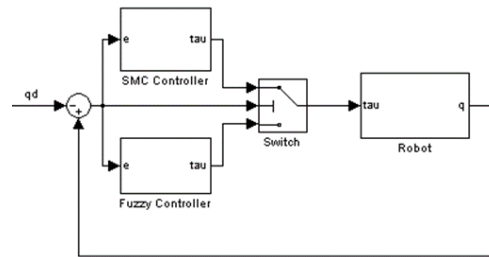 e tau
SMC Controller
qd
-
+
Switch
tau q
Robot
e tau
Fuzzy Controller